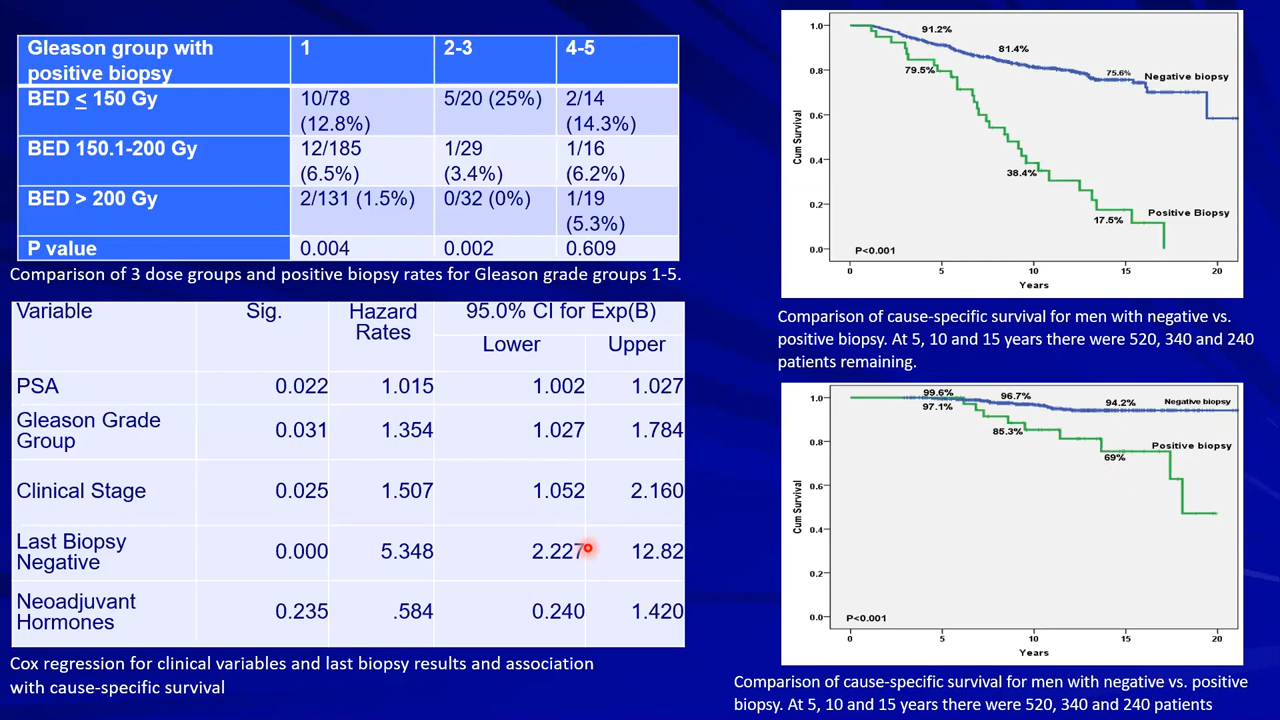 Gleason group with
positive biopsy
1
2-3
4-5
BED ≤ 150 Gy
10/78
(12.8%)
5/20 (25%)
2/14
(14.3%)
BED 150.1-200 Gy
12/185
(6.5%)
1/29
(3.4%)
1/16
(6.2%)
BED > 200 Gy
2/131 (1.5%)
0/32 (0%)
1/19
(5.3%)
P value
0.004
0.002
0.609
Comparison of 3 dose groups and positive biopsy rates for Gleason grade groups 1-5.
Variable
Sig.
Hazard
Rates
95.0% CI for Exp(B)
Lower
Upper
PSA
0.022
1.015
1.002
1.027
Gleason Grade
Group
0.031
1.354
1.027
1.784
Clinical Stage
0.025
1.507
1.052
2.160
Last Biopsy
Negative
0.000
5.348
2.227
12.82
Neoadjuvant
Hormones
0.235
.584
0.240
1.420
Cox regression for clinical variables and last biopsy results and association
with cause-specific survival
1.0
0.8
0.6
0.4
0.2
0.0
Cum Survival
91.2%
81.4%
75.6%
Negative biopsy
79.5%
38.4%
17.5%
Positive Biopsy
P<0.001
0
5
10
15
20
Years
Comparison of cause-specific survival for men with negative vs.
positive biopsy. At 5, 10 and 15 years there were 520, 340 and 240
patients remaining.
1.0
0.8
0.6
0.4
0.2
0.0
Cum Survival
99.6%
97.1%
96.7%
94.2%
Negative biopsy
85.3%
69%
Positive biopsy
P<0.001
0
5
10
15
20
Years
Comparison of cause-specific survival for men with negative vs. positive
biopsy. At 5, 10 and 15 years there were 520, 340 and 240 patients